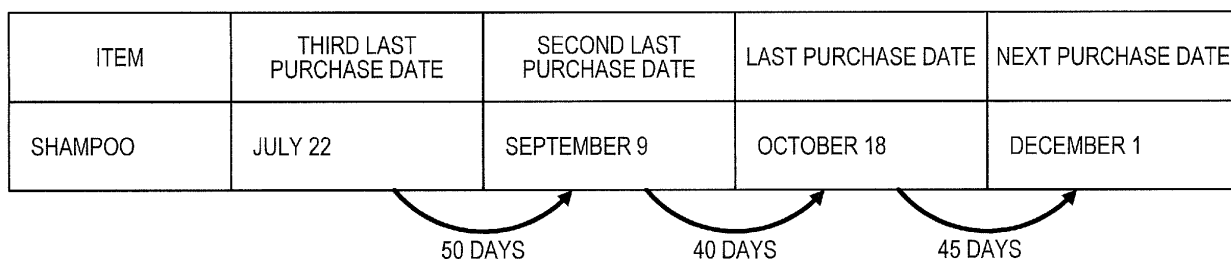 ITEM
THIRD LAST
PURCHASE DATE
SECOND LAST
PURCHASE DATE
LAST PURCHASE DATE
NEXT PURCHASE DATE
SHAMPOO
JULY 22
SEPTEMBER 9
OCTOBER 18
DECEMBER 1
50 DAYS
40 DAYS
45 DAYS